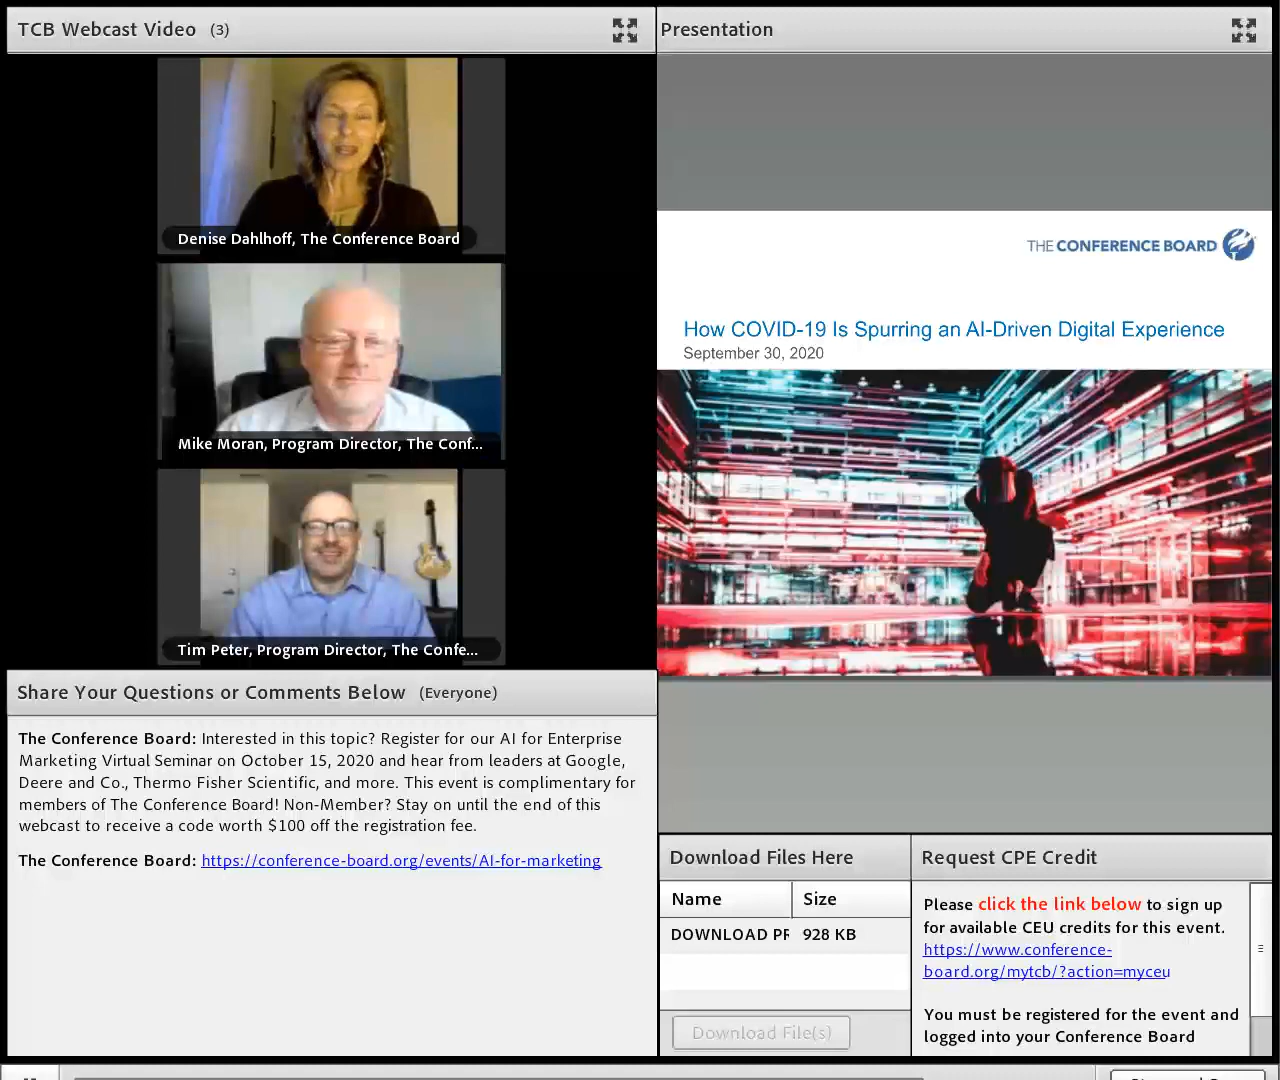 TCB Webcast Video (3)
Denise Dahlhoff, The Conference Board
Mike Moran, Program Director, The Conf...
Tim Peter, Program Director, The Confe...
Share Your Questions or Comments Below (Everyone)
The Conference Board: Interested in this topic? Register for our AI for Enterprise
Marketing Virtual Seminar on October 15, 2020 and hear from leaders at Google,
Deere and Co., Thermo Fisher Scientific, and more. This event is complimentary for
members of The Conference Board! Non-Member? Stay on until the end of this
webcast to receive a code worth $100 off the registration fee.
The Conference Board: https://conference-board.org/events/AI-for-marketing
Presentation
THE CONFERENCE BOARD
How COVID-19 Is Spurring an AI-Driven Digital Experience
September 30, 2020
Download Files Here
Name Size
DOWNLOAD PR 928 KB
Download File(s)
Request CPE Credit
Please click the link below to sign up
for available CEU credits for this event.
https://www.conference-
board.org/mytcb/?action=myceu
You must be registered for the event and
logged into your Conference Board